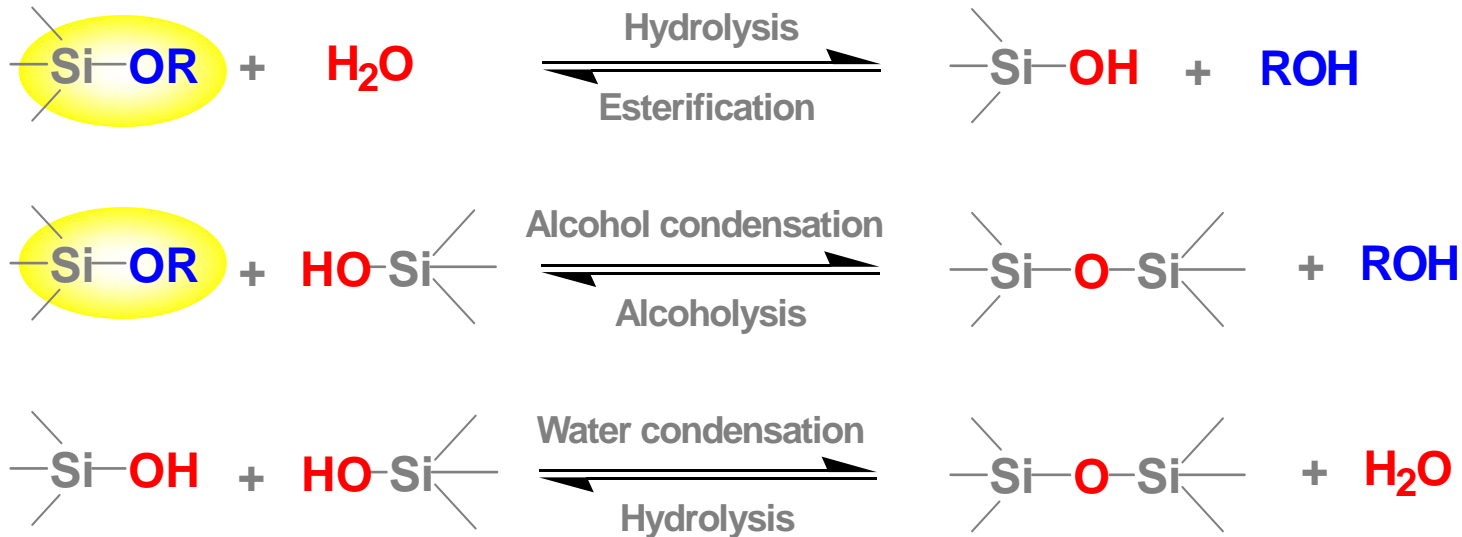 Si OR + H₂O Hydrolysis Esterification Si OH + ROH
Si OR + HO Si Alcohol condensation Alcoholysis Si O Si + ROH
Si OH + HO Si Water condensation Hydrolysis Si O Si + H₂O